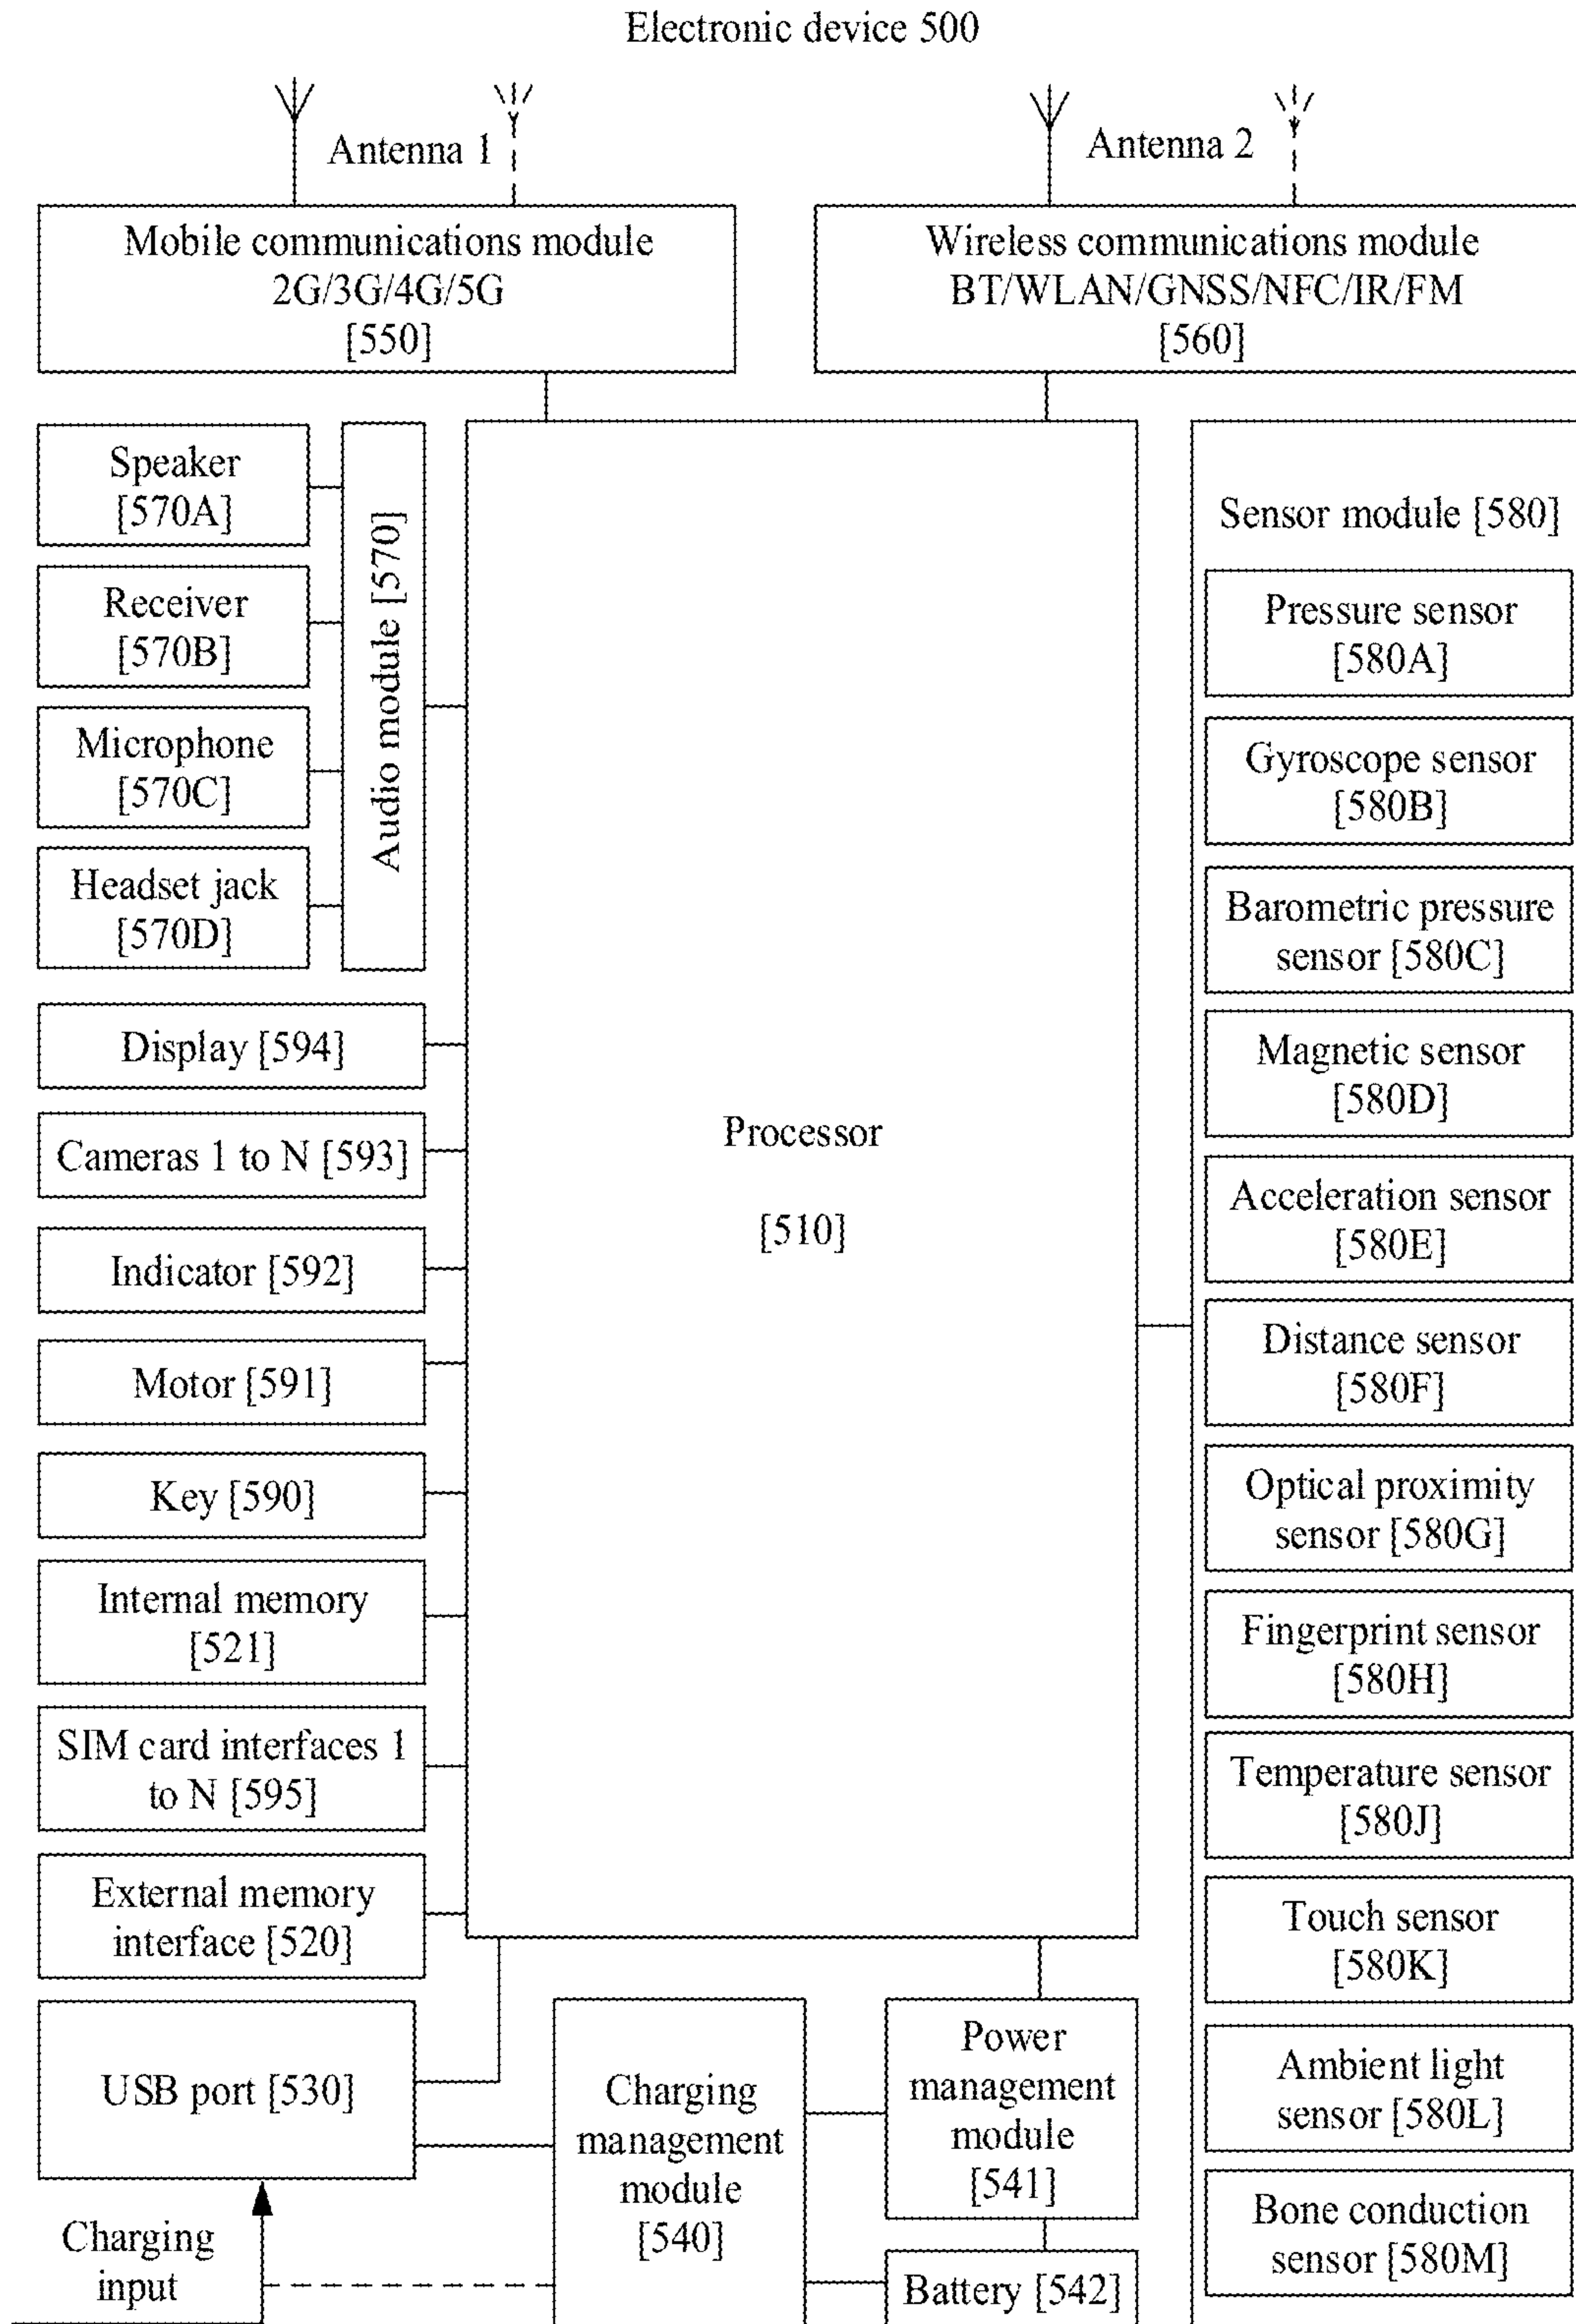 Electronic device 500
Antenna 1
Antenna 2
Mobile communications module
2G/3G/4G/5G
[550]
Wireless communications module
BT/WLAN/GNSS/NFC/IR/FM
[560]
Speaker
[570A]
Receiver
[570B]
Microphone
[570C]
Headset jack
[570D]
Audio module [570]
Display [594]
Cameras 1 to N [593]
Indicator [592]
Motor [591]
Key [590]
Internal memory
[521]
SIM card interfaces 1
to N [595]
External memory
interface [520]
USB port [530]
Charging
input
Processor
[510]
Charging
management
module
[540]
Power
management
module
[541]
Battery [542]
Sensor module [580]
Pressure sensor
[580A]
Gyroscope sensor
[580B]
Barometric pressure
sensor [580C]
Magnetic sensor
[580D]
Acceleration sensor
[580E]
Distance sensor
[580F]
Optical proximity
sensor [580G]
Fingerprint sensor
[580H]
Temperature sensor
[580J]
Touch sensor
[580K]
Ambient light
sensor [580L]
Bone conduction
sensor [580M]